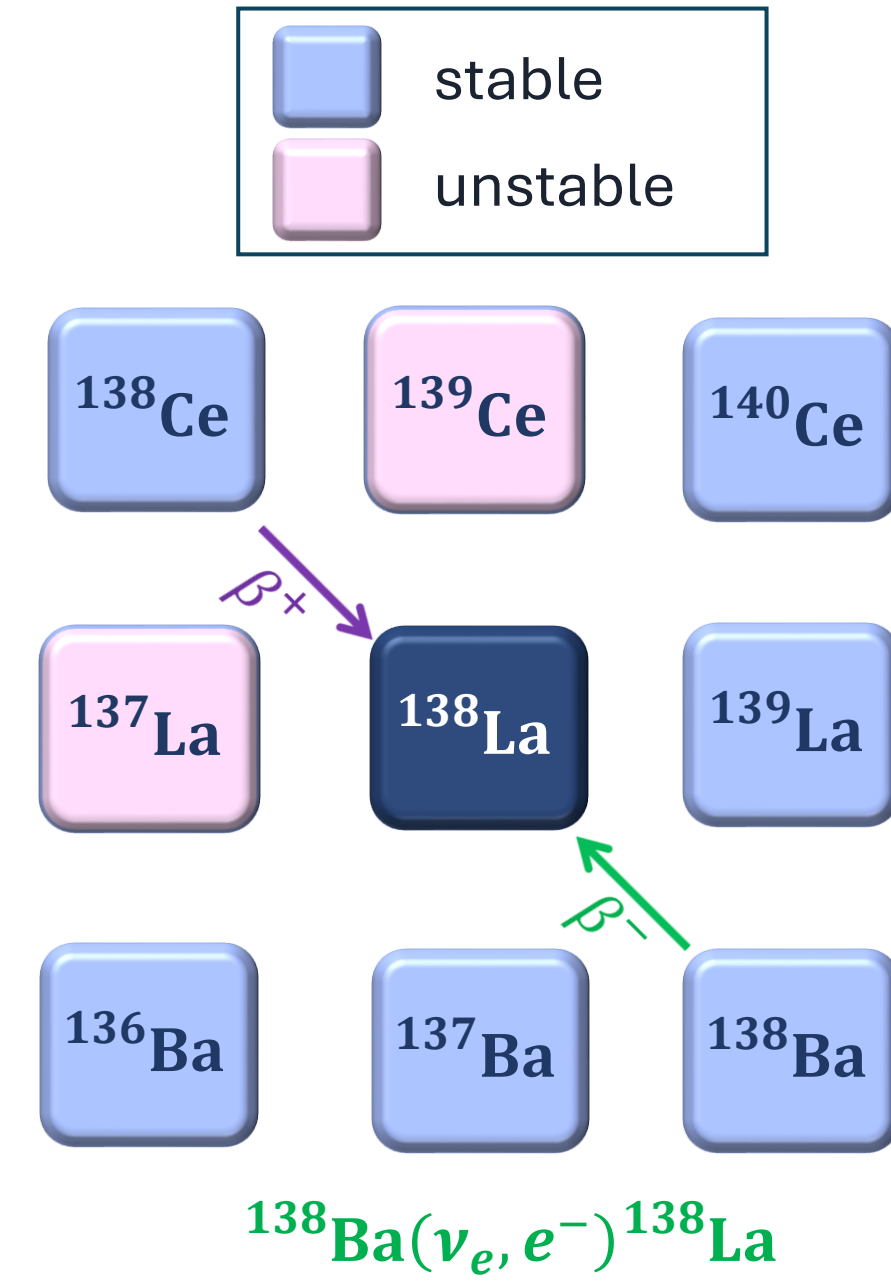 stable
unstable
¹³⁸Ce ¹³⁹Ce ¹⁴⁰Ce
β⁺
¹³⁷La ¹³⁸La ¹³⁹La
β⁻
¹³⁶Ba ¹³⁷Ba ¹³⁸Ba
¹³⁸Ba(νₑ, e⁻)¹³⁸La